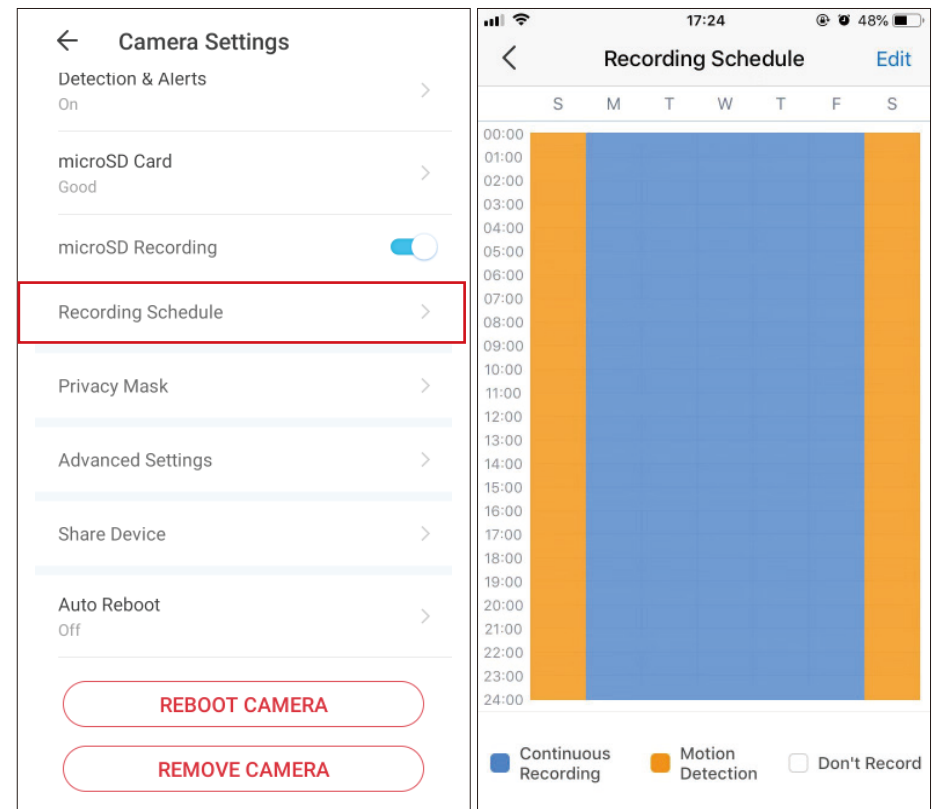 Camera Settings
Detection & Alerts
On
microSD Card
Good
microSD Recording
Recording Schedule
Privacy Mask
Advanced Settings
Share Device
Auto Reboot
Off
REBOOT CAMERA
REMOVE CAMERA
17:24
48%
Recording Schedule
Edit
S M T W T F S
00:00
01:00
02:00
03:00
04:00
05:00
06:00
07:00
08:00
09:00
10:00
11:00
12:00
13:00
14:00
15:00
16:00
17:00
18:00
19:00
20:00
21:00
22:00
23:00
24:00
Continuous
Recording
Motion
Detection
Don't Record